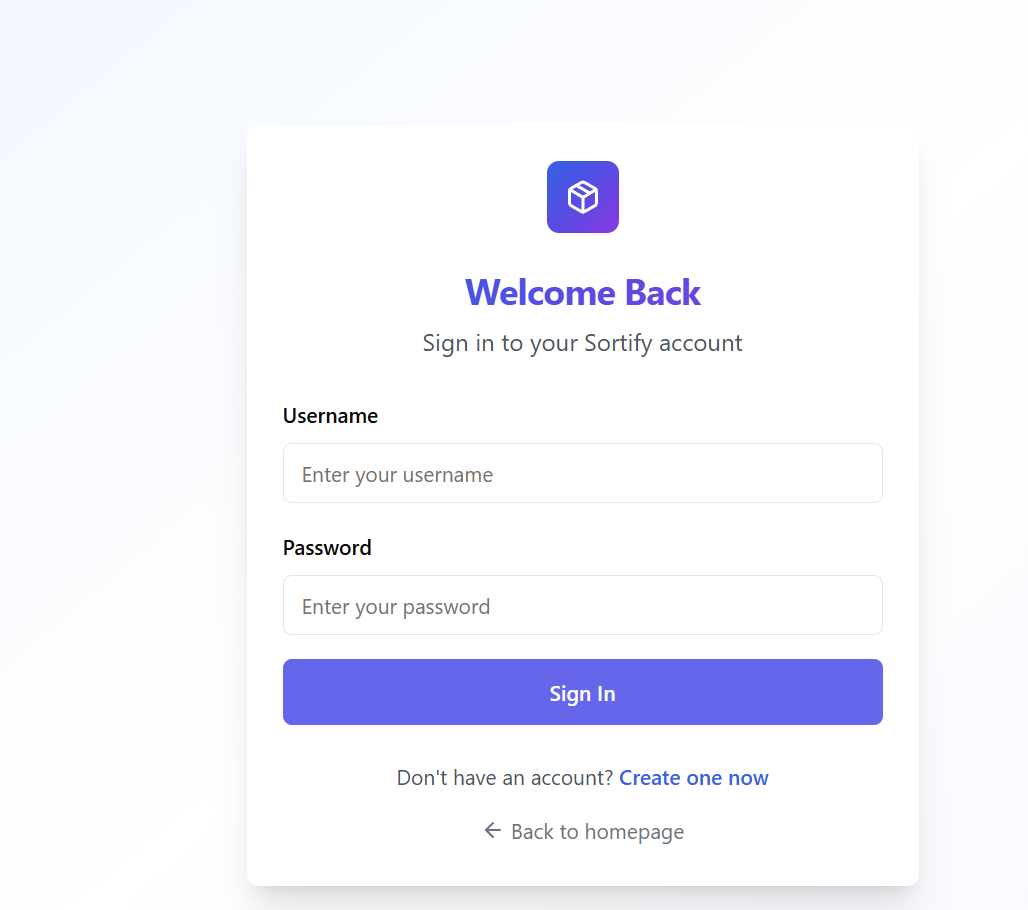 Welcome Back
Sign in to your Sortify account
Username
Enter your username
Password
Enter your password
Sign In
Don't have an account? Create one now
Back to homepage